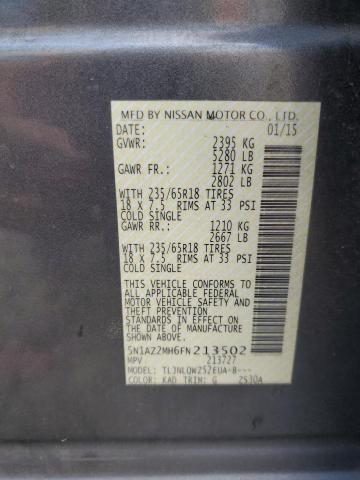 MFD BY NISSAN MOTOR CO., LTD.
DATE: 01/15
GVWR: 2395 KG
5280 LB
GAWR FR.: 1271 KG
2802 LB
WITH 235/65R18 TIRES
18 X 7.5 RIMS AT 33 PSI
COLD SINGLE
GAWR RR.: 1210 KG
2667 LB
WITH 235/65R18 TIRES
18 X 7.5 RIMS AT 33 PSI
COLD SINGLE
THIS VEHICLE CONFORMS TO
ALL APPLICABLE FEDERAL
MOTOR VEHICLE SAFETY, AND
THEFT PREVENTION
STANDARDS IN EFFECT ON
THE DATE OF MANUFACTURE
SHOWN ABOVE.
5N1AZ2MH6FN213502
MPV 213727
TYPE: TLJNLQWZ52EUA-B---
COLOR: KAD TRIM: G 2530A